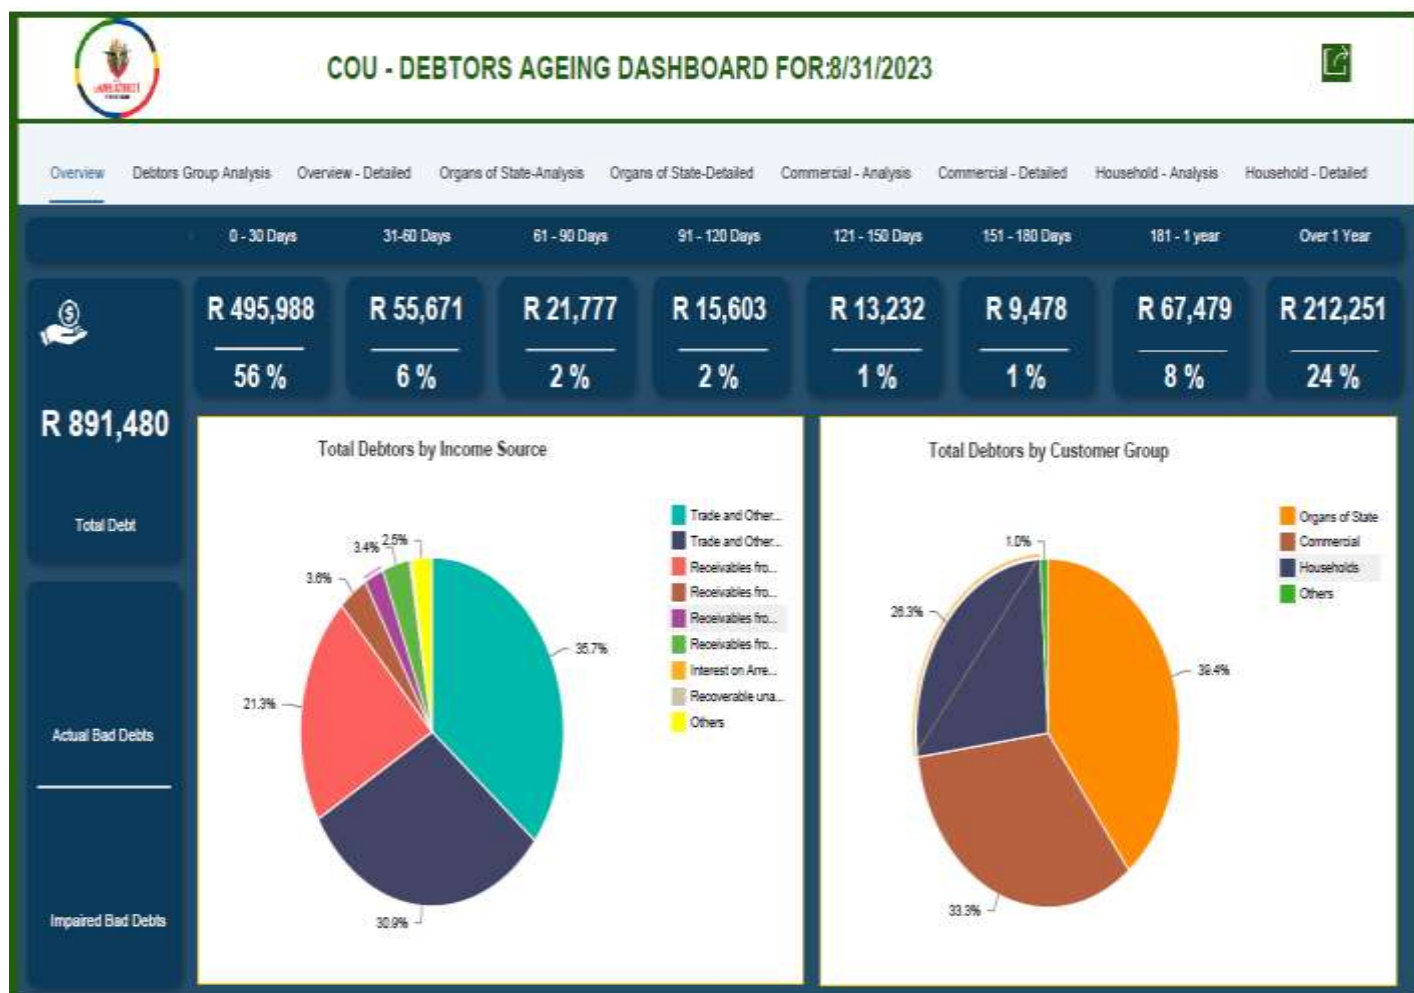 COU - DEBTORS AGEING DASHBOARD FOR:8/31/2023
Overview Debtors Group Analysis Overview - Detailed Organs of State-Analysis Organs of State-Detailed Commercial - Analysis Commercial - Detailed Household - Analysis Household - Detailed
0 - 30 Days 31-60 Days 61 - 90 Days 91 - 120 Days 121 - 150 Days 151 - 180 Days 181 - 1 year Over 1 Year
R 495,988 R 55,671 R 21,777 R 15,603 R 13,232 R 9,478 R 67,479 R 212,251
56 % 6 % 2 % 2 % 1 % 1 % 8 % 24 %
R 891,480
Total Debt
Actual Bad Debts
Impaired Bad Debts
Total Debtors by Income Source
Trade and Other...
Trade and Other...
Receivables fro...
Receivables fro...
Receivables fro...
Receivables fro...
Interest on Arre...
Recoverable una...
Others
2.5%
3.4%
3.6%
35.7%
21.3%
30.9%
Total Debtors by Customer Group
Organs of State
Commercial
Households
Others
1.0%
26.3%
39.4%
33.3%